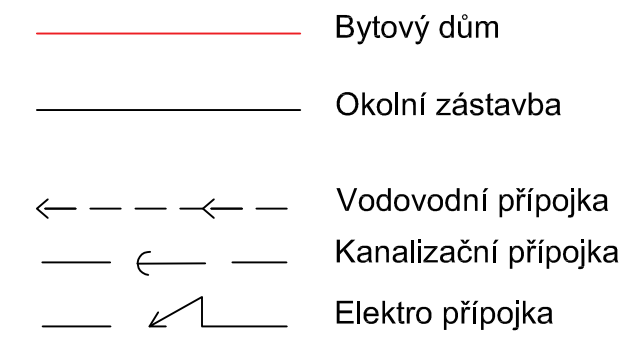 Bytový dům
Okolní zástavba
Vodovodní přípojka
Kanalizační přípojka
Elektro přípojka